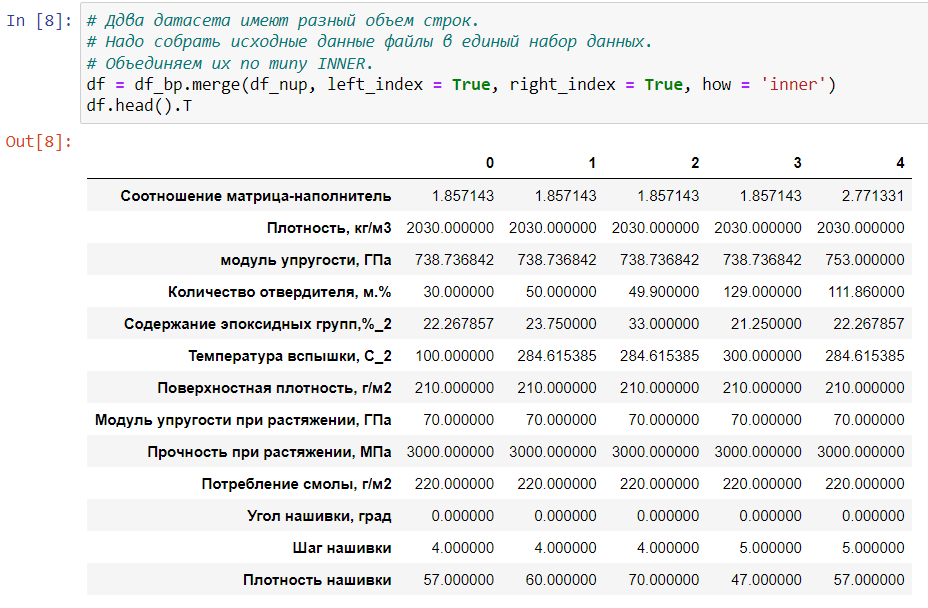 In [8]: # Ддва датасета имеют разный объем строк.
# Надо собрать исходные данные файлы в единый набор данных.
# Объединяем их по типу INNER.
df = df_bp.merge(df_nup, left_index = True, right_index = True, how = 'inner')
df.head().T
Out[8]:
0 1 2 3 4
Соотношение матрица-наполнитель 1.857143 1.857143 1.857143 1.857143 2.771331
Плотность, кг/м3 2030.000000 2030.000000 2030.000000 2030.000000 2030.000000
модуль упругости, ГПа 738.736842 738.736842 738.736842 738.736842 753.000000
Количество отвердителя, м.% 30.000000 50.000000 49.900000 129.000000 111.860000
Содержание эпоксидных групп,%_2 22.267857 23.750000 33.000000 21.250000 22.267857
Температура вспышки, С_2 100.000000 284.615385 284.615385 300.000000 284.615385
Поверхностная плотность, г/м2 210.000000 210.000000 210.000000 210.000000 210.000000
Модуль упругости при растяжении, ГПа 70.000000 70.000000 70.000000 70.000000 70.000000
Прочность при растяжении, МПа 3000.000000 3000.000000 3000.000000 3000.000000 3000.000000
Потребление смолы, г/м2 220.000000 220.000000 220.000000 220.000000 220.000000
Угол нашивки, град 0.000000 0.000000 0.000000 0.000000 0.000000
Шаг нашивки 4.000000 4.000000 4.000000 5.000000 5.000000
Плотность нашивки 57.000000 60.000000 70.000000 47.000000 57.000000